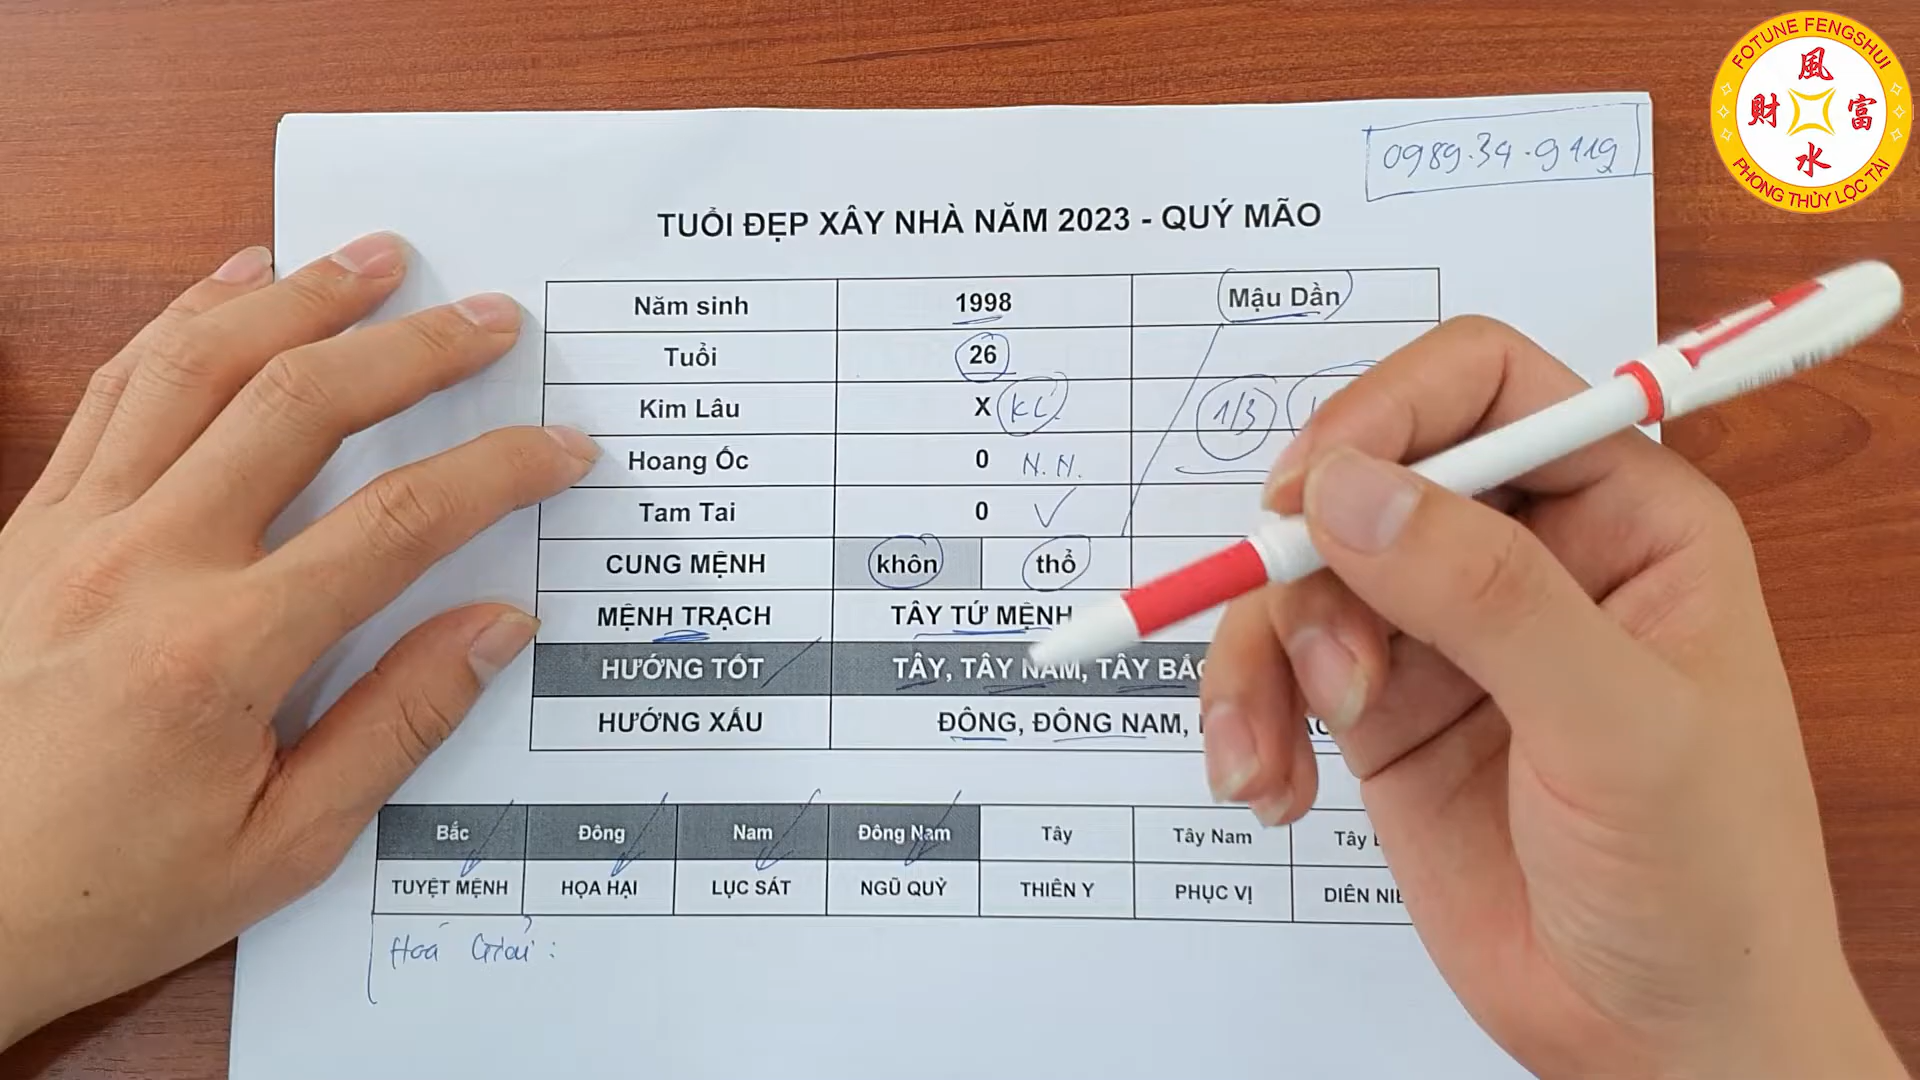 FOTUNE FENGSHUI
風
財 富
水
PHONG THỦY LỘC TÀI
0989.34.9119
TUỔI ĐẸP XÂY NHÀ NĂM 2023 - QUÝ MÃO
Năm sinh 1998 Mậu Dần
Tuổi 26
Kim Lâu X KL 1/3
Hoang Ốc 0 N.N.
Tam Tai 0
CUNG MỆNH khôn thổ
MỆNH TRẠCH TÂY TỨ MỆNH
HƯỚNG TỐT TÂY, TÂY NAM, TÂY BẮC
HƯỚNG XẤU ĐÔNG, ĐÔNG NAM,
Bắc Đông Nam Đông Nam Tây Tây Nam Tây
TUYỆT MỆNH HỌA HẠI LỤC SÁT NGŨ QUỶ THIÊN Y PHỤC VỊ DIÊN
Hoá Giải: